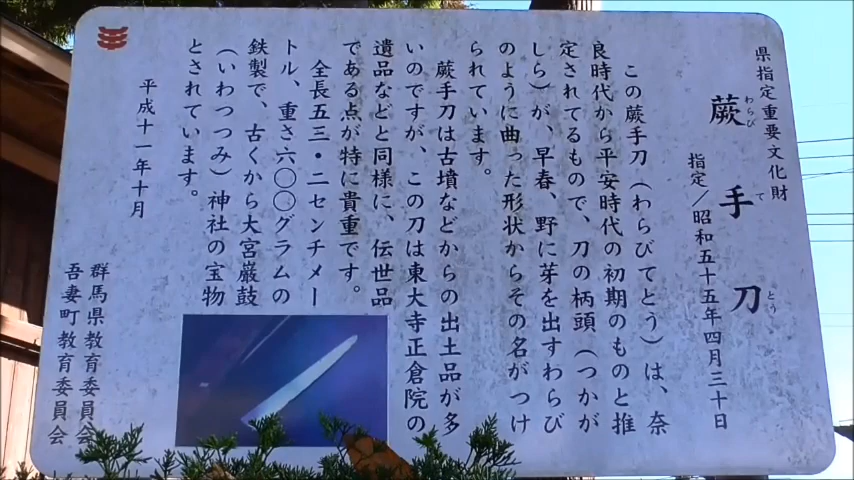 県指定重要文化財
蕨手刀
わらび て とう
指定／昭和五十五年四月三十日
この蕨手刀（わらびてとう）は、奈
良時代から平安時代の初期のものと推
定されてるもので、刀の柄頭（つかが
しら）が、早春、野に芽を出すわらび
のように曲った形状からその名がつけ
られています。
蕨手刀は古墳などからの出土品が多
いのですが、この刀は東大寺正倉院の
遺品などと同様に、伝世品
である点が特に貴重です。
全長五三・二センチメー
トル、重さ六〇〇グラムの
鉄製で、古くから大宮巌鼓
（いわつつみ）神社の宝物
とされています。
平成十一年十月
群馬県教育委員会
吾妻町教育委員会